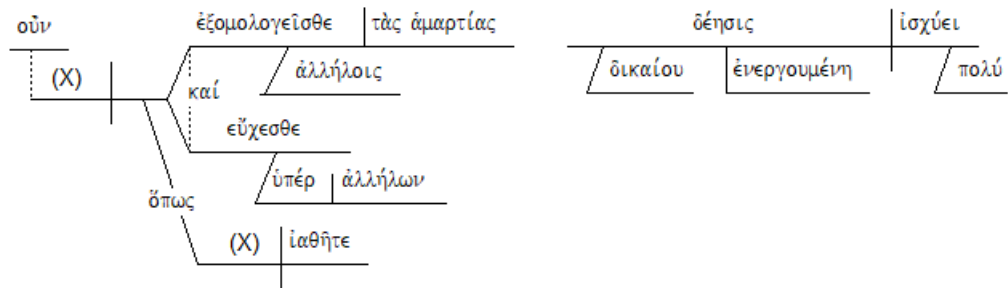 οὖν
ἐξομολογεῖσθε τὰς ἁμαρτίας
(X)
ἀλλήλοις
καί
εὔχεσθε
ὑπέρ ἀλλήλων
ὅπως
(X) ἰαθῆτε
δέησις ἰσχύει
δικαίου ἐνεργουμένη πολύ